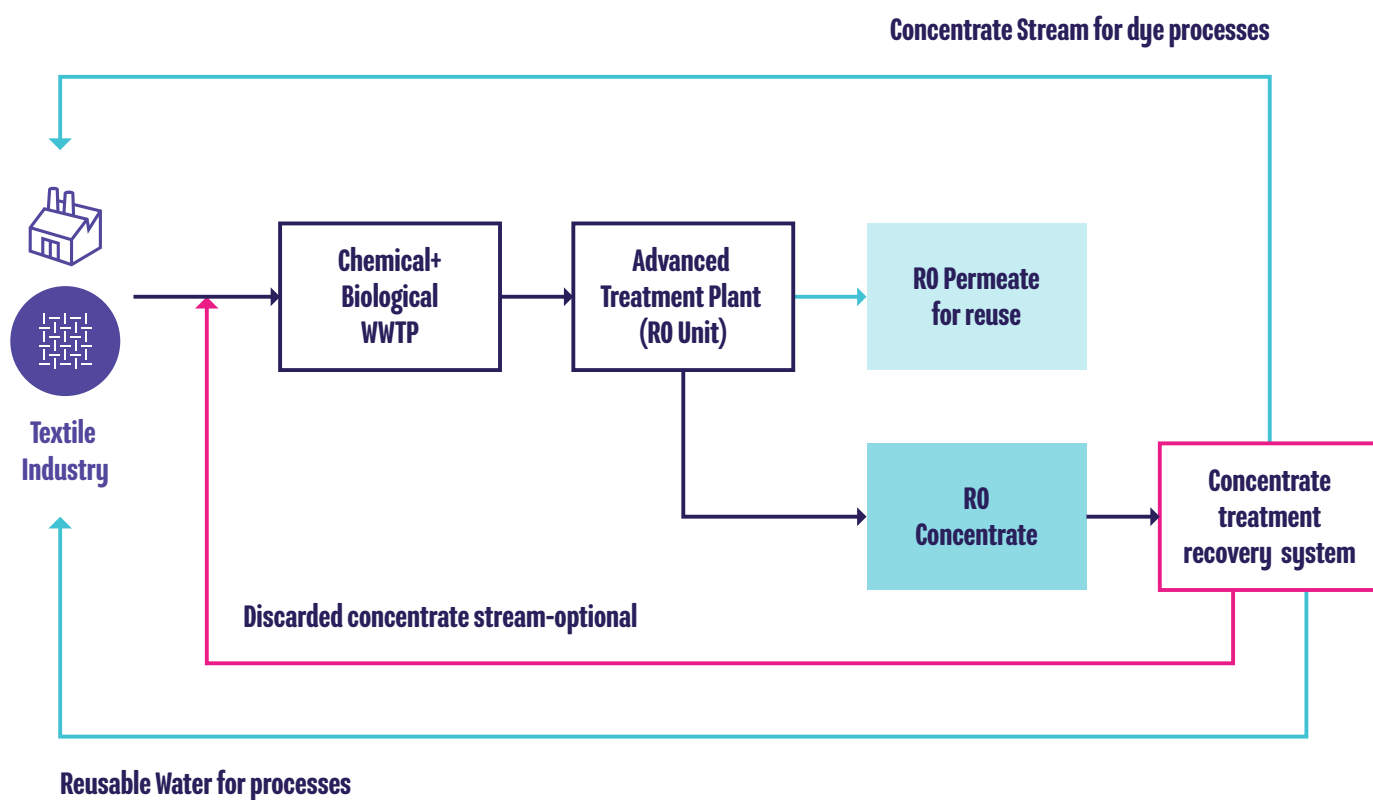 Concentrate Stream for dye processes
Chemical+
Biological
WWTP
Advanced
Treatment Plant
(RO Unit)
RO Permeate
for reuse
Textile
Industry
RO
Concentrate
Concentrate
treatment
recovery system
Discarded concentrate stream-optional
Reusable Water for processes